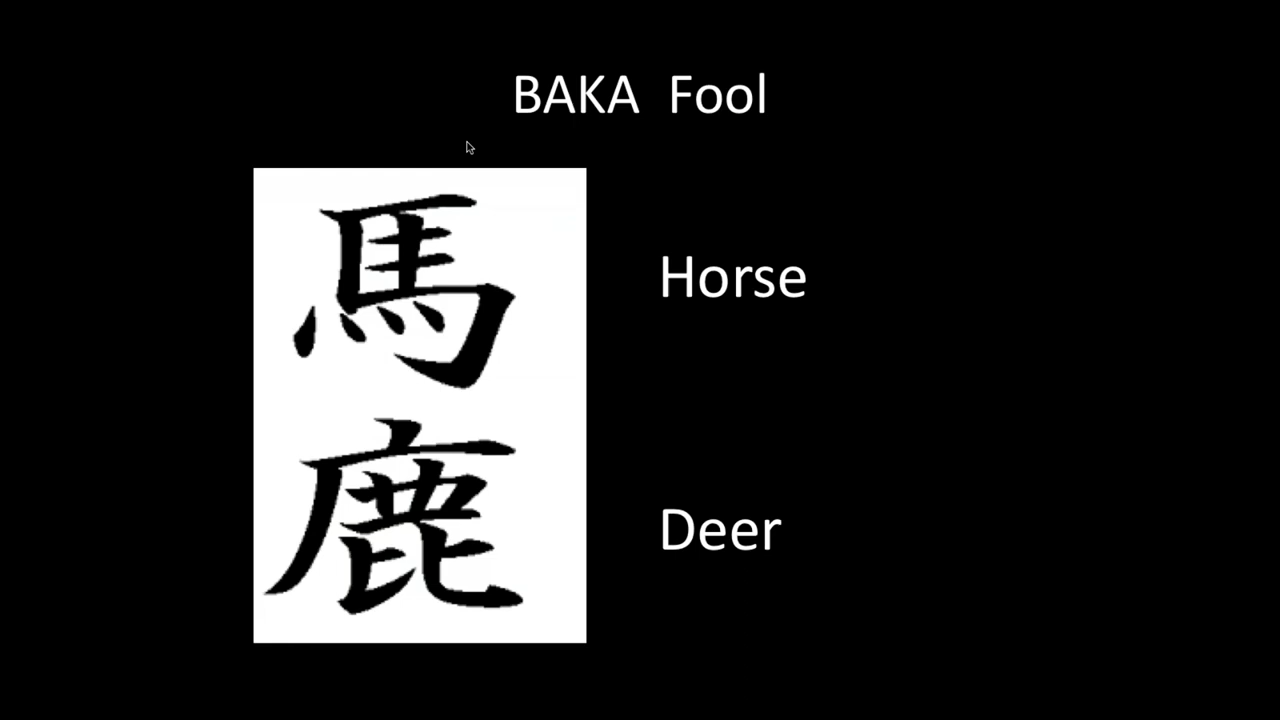 BAKA Fool
馬
Horse
鹿
Deer